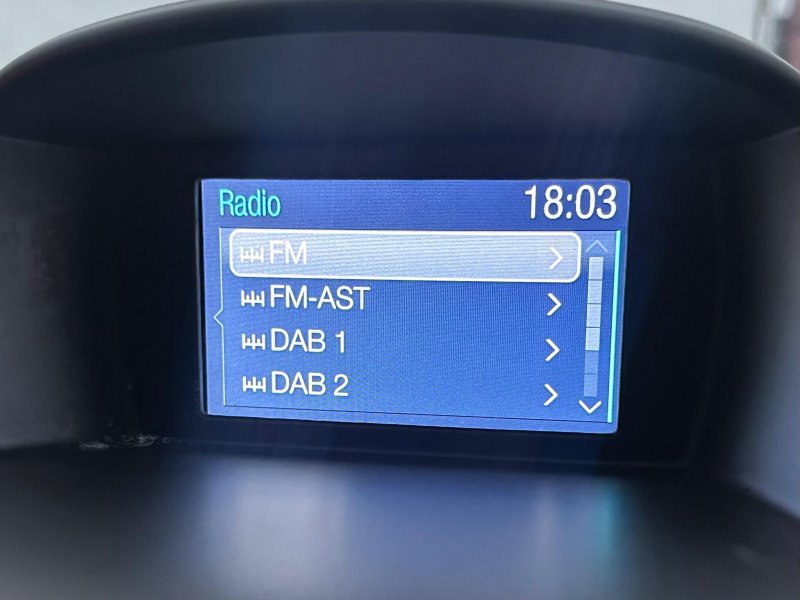 Radio 18:03
FM
FM-AST
DAB 1
DAB 2